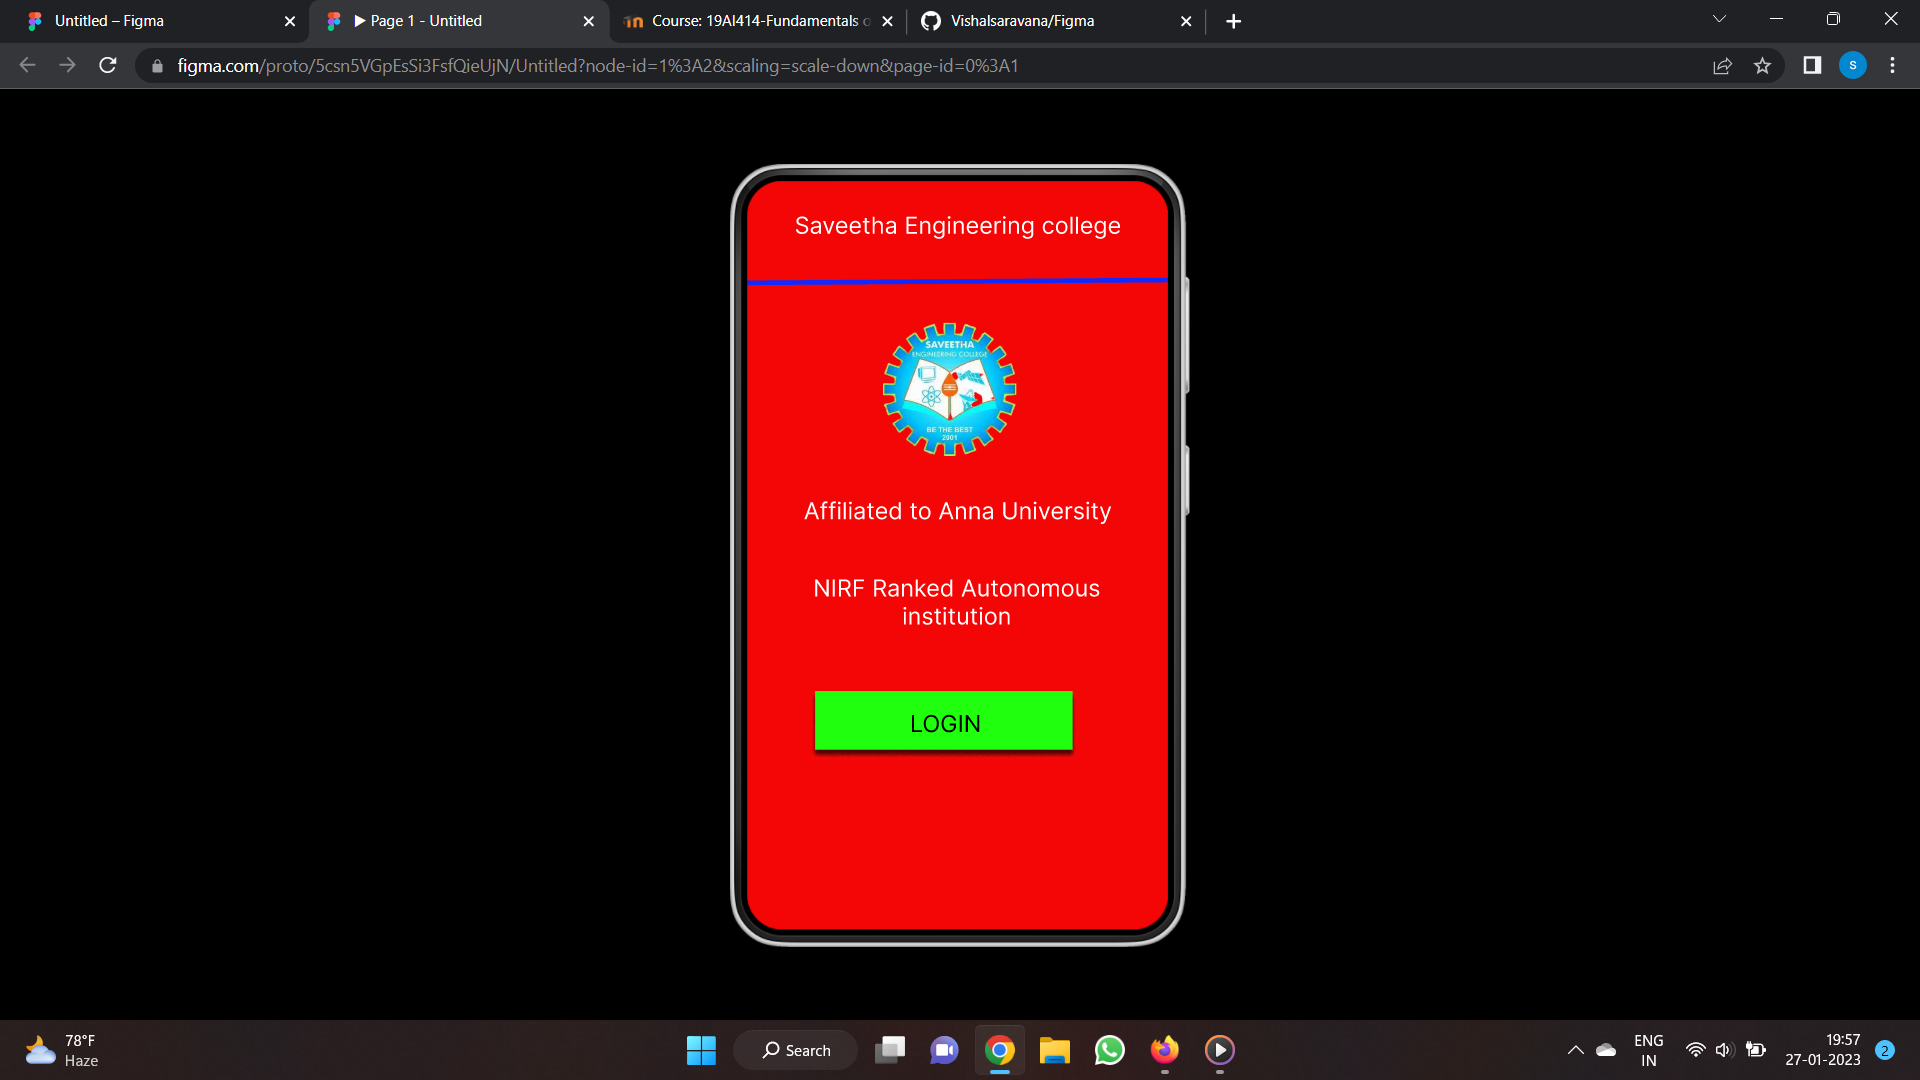 Untitled – Figma
Page 1 - Untitled
Course: 19AI414-Fundamentals o
Vishalsaravana/Figma
figma.com/proto/5csn5VGpEsSi3FsfQieUjN/Untitled?node-id=1%3A2&scaling=scale-down&page-id=0%3A1
S
Saveetha Engineering college
SAVEETHA
ENGINEERING COLLEGE
BE THE BEST
2001
Affiliated to Anna University
NIRF Ranked Autonomous
institution
LOGIN
78°F
Haze
Search
ENG
IN
19:57
27-01-2023
2